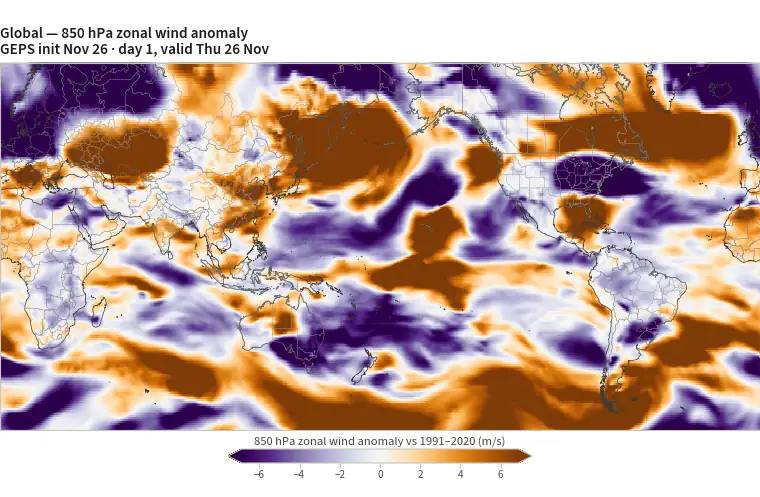 Global — 850 hPa zonal wind anomaly
GEPS init Nov 26 · day 1, valid Thu 26 Nov
850 hPa zonal wind anomaly vs 1991–2020 (m/s)
−6 −4 −2 0 2 4 6